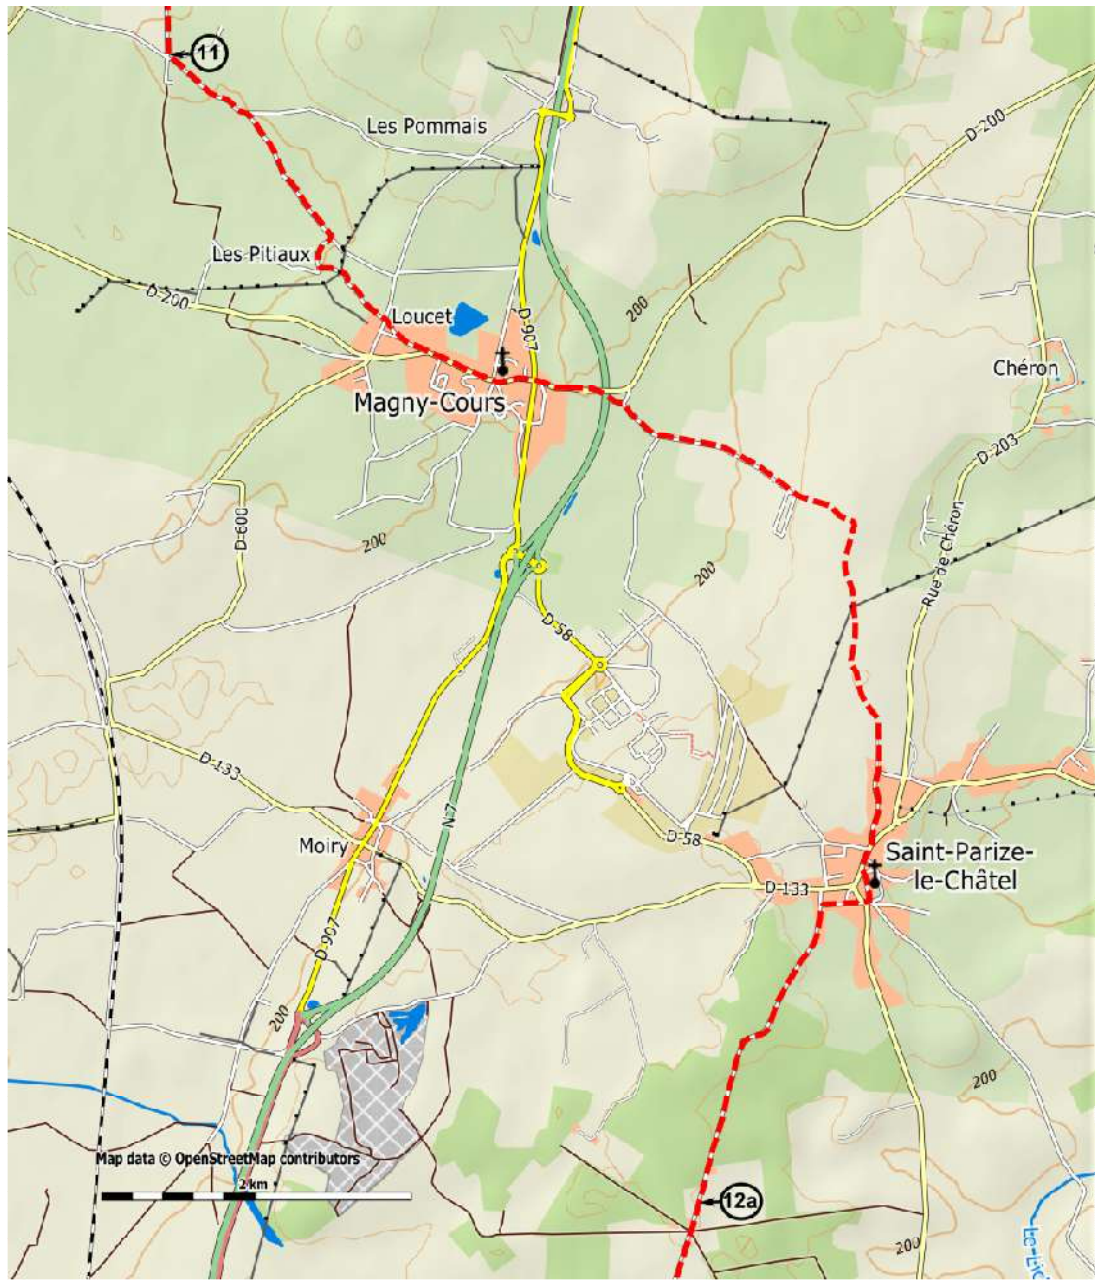 11
Les Pommais
D-200
Les Pitiaux
D-200
Loucet
D-907
200
Magny-Cours
Chéron
D-203
D-600
200
200
Rue de Chéron
D-58
D-133
N 7
Moiry
D-58
Saint-Parize-
le-Châtel
D-133
D-907
200
200
Map data © OpenStreetMap contributors
2 km
12a
200